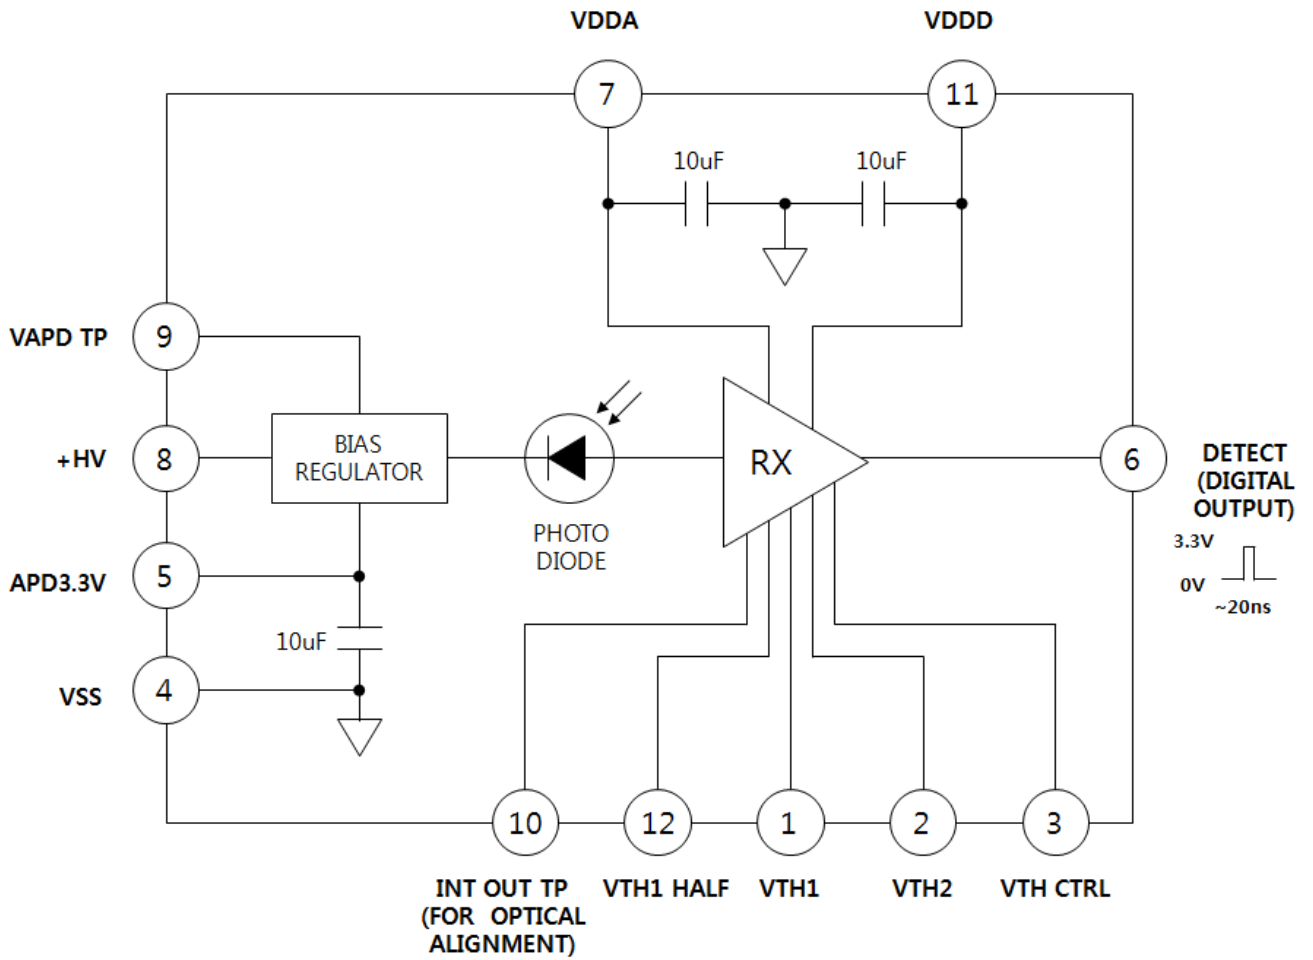 VDDA
VDDD
7
11
10uF
10uF
VAPD TP
9
+HV
8
BIAS
REGULATOR
RX
6
DETECT
(DIGITAL
OUTPUT)
PHOTO
DIODE
3.3V
0V
~20ns
APD3.3V
5
10uF
VSS
4
10
12
1
2
3
INT OUT TP
(FOR OPTICAL
ALIGNMENT)
VTH1 HALF
VTH1
VTH2
VTH CTRL